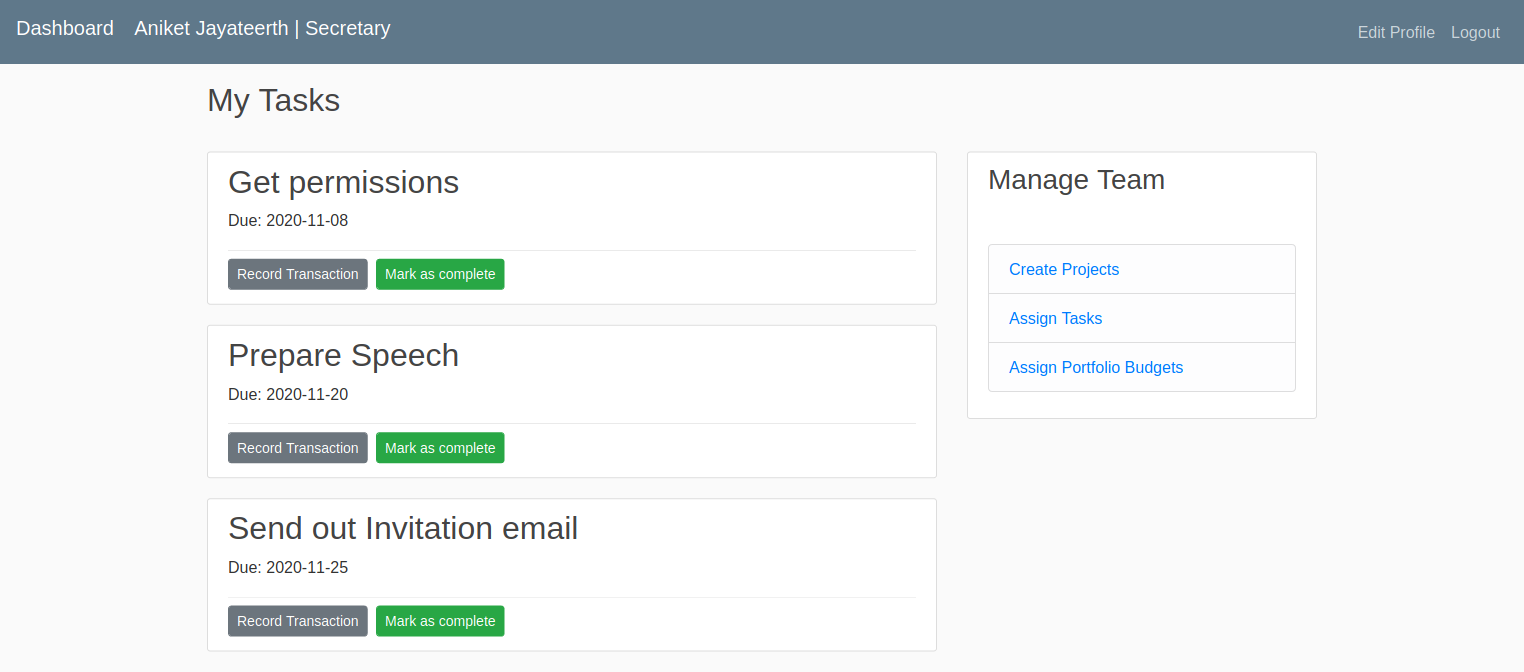 Dashboard Aniket Jayateerth | Secretary Edit Profile Logout
My Tasks
Get permissions
Due: 2020-11-08
Record Transaction Mark as complete
Prepare Speech
Due: 2020-11-20
Record Transaction Mark as complete
Send out Invitation email
Due: 2020-11-25
Record Transaction Mark as complete
Manage Team
Create Projects
Assign Tasks
Assign Portfolio Budgets